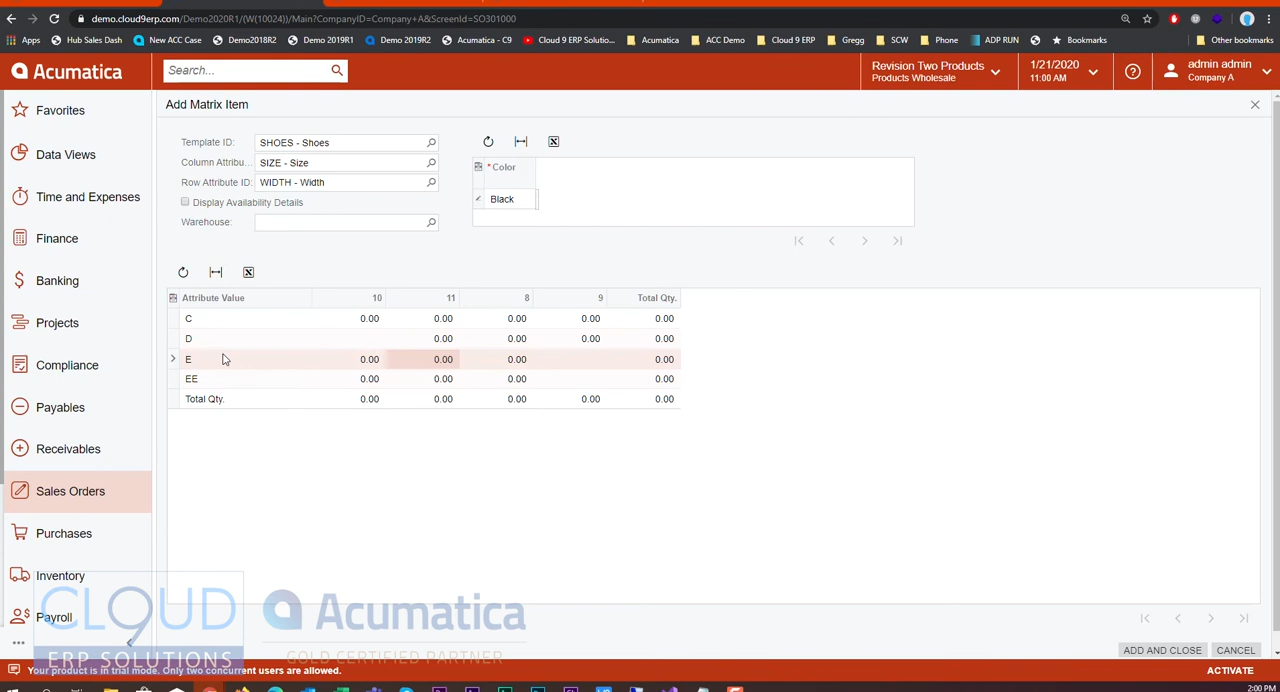 demo.cloud9erp.com/Demo2020R1/(W(10024))/Main?CompanyID=Company+A&ScreenId=SO301000
Apps Hub Sales Dash New ACC Case Demo2018R2 Demo 2019R1 Demo 2019R2 Acumatica - C9 Cloud 9 ERP Solutio... Acumatica ACC Demo Cloud 9 ERP Gregg SCW Phone ADP RUN Bookmarks Other bookmarks
Acumatica Search... Revision Two Products 1/21/2020 admin admin
Products Wholesale 11:00 AM Company A
Favorites
Data Views
Time and Expenses
Finance
Banking
Projects
Compliance
Payables
Receivables
Sales Orders
Purchases
Inventory
Payroll
Add Matrix Item
Template ID: SHOES - Shoes
Column Attribu... SIZE - Size
Row Attribute ID: WIDTH - Width
Display Availability Details
Warehouse:
* Color
Black
Attribute Value 10 11 8 9 Total Qty.
C 0.00 0.00 0.00 0.00 0.00
D 0.00 0.00 0.00 0.00
E 0.00 0.00 0.00 0.00
EE 0.00 0.00 0.00 0.00
Total Qty. 0.00 0.00 0.00 0.00 0.00
CLOUD9
ERP SOLUTIONS
Acumatica
GOLD CERTIFIED PARTNER
ADD AND CLOSE CANCEL
Your product is in trial mode. Only two concurrent users are allowed. ACTIVATE
2:00 PM